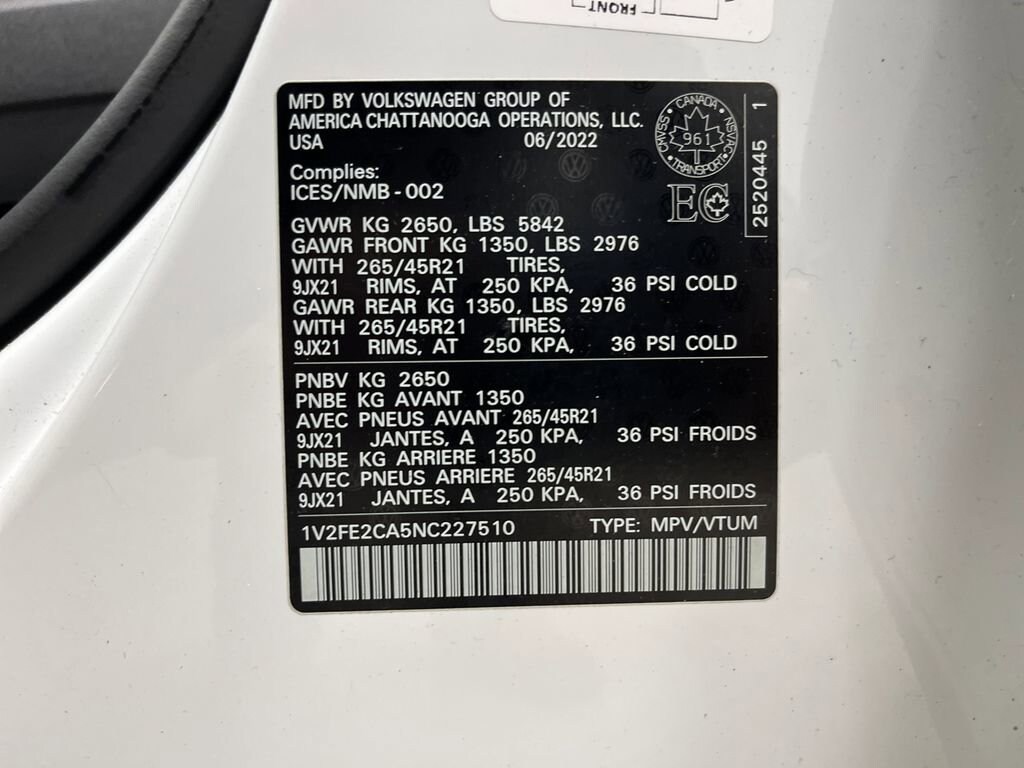 FRONT
MFD BY VOLKSWAGEN GROUP OF
AMERICA CHATTANOOGA OPERATIONS, LLC.
USA 06/2022
Complies:
ICES/NMB-002
GVWR KG 2650, LBS 5842
GAWR FRONT KG 1350, LBS 2976
WITH 265/45R21 TIRES,
9JX21 RIMS, AT 250 KPA, 36 PSI COLD
GAWR REAR KG 1350, LBS 2976
WITH 265/45R21 TIRES,
9JX21 RIMS, AT 250 KPA, 36 PSI COLD
CANADA
CMVSS 961 NSVAC
TRANSPORT
EC
2520445 1
PNBV KG 2650
PNBE KG AVANT 1350
AVEC PNEUS AVANT 265/45R21
9JX21 JANTES, A 250 KPA, 36 PSI FROIDS
PNBE KG ARRIERE 1350
AVEC PNEUS ARRIERE 265/45R21
9JX21 JANTES, A 250 KPA, 36 PSI FROIDS
1V2FE2CA5NC227510 TYPE: MPV/VTUM